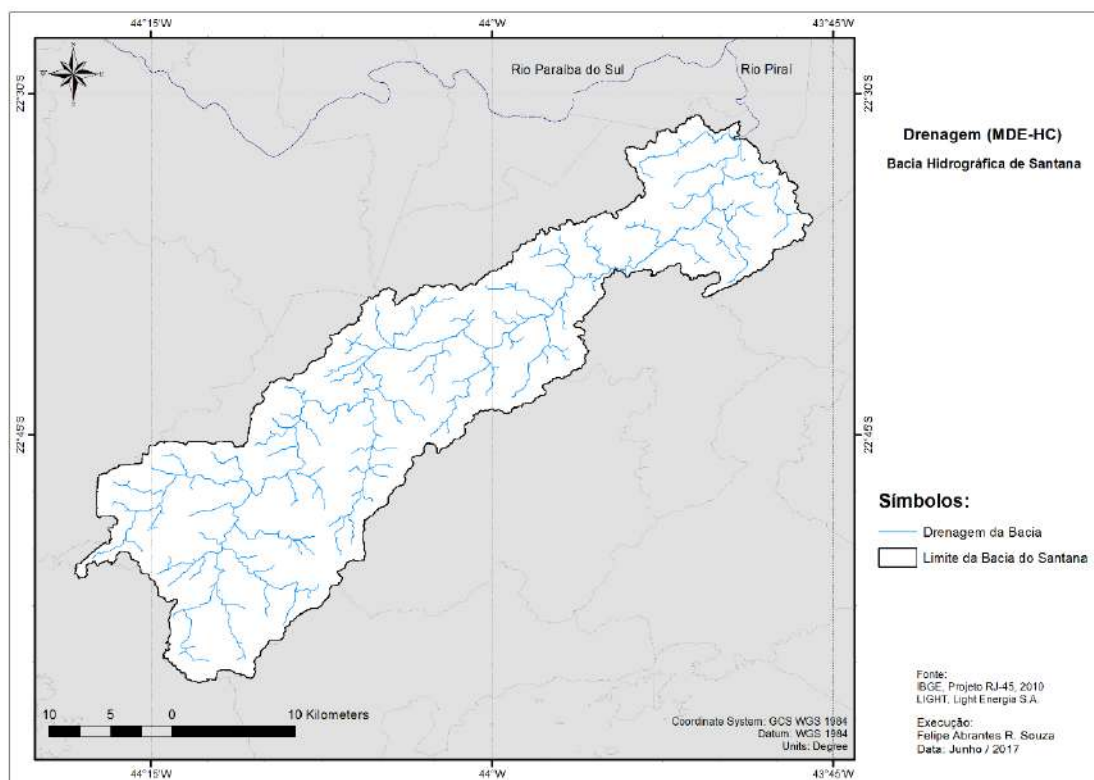 44°15'W 44°W 43°45'W
22°30'S
22°30'S
Rio Paraíba do Sul
Rio Piraí
Drenagem (MDE-HC)
Bacia Hidrográfica de Santana
22°45'S
22°45'S
Símbolos:
Drenagem da Bacia
Limite da Bacia do Santana
10 5 0 10 Kilometers
Coordinate System: GCS WGS 1984
Datum: WGS 1984
Units: Degree
Fonte:
IBGE, Projeto RJ-45, 2010
LIGHT, Light Energia S.A.
Execução:
Felipe Abrantes R. Souza
Data: Junho / 2017
44°15'W 44°W 43°45'W